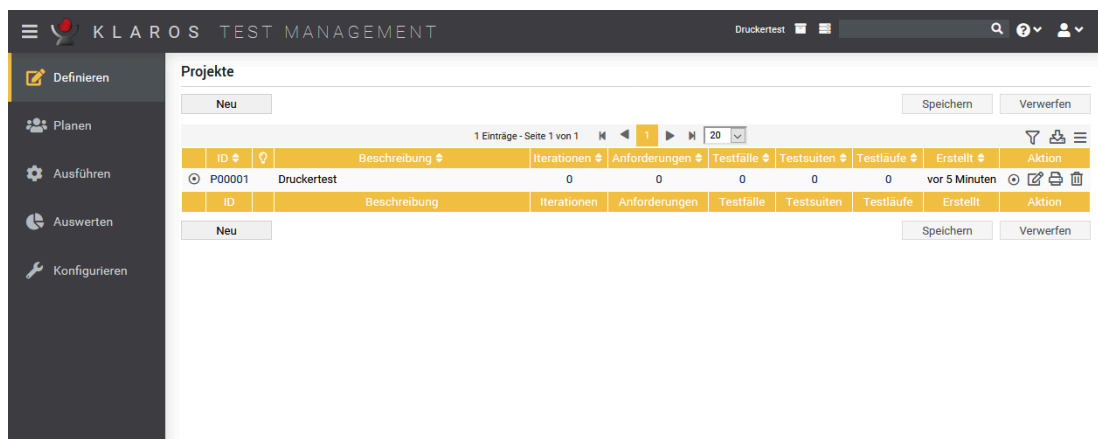 KLAROS TEST MANAGEMENT
Druckertest
Definieren
Planen
Ausführen
Auswerten
Konfigurieren
Projekte
Neu Speichern Verwerfen
1 Einträge - Seite 1 von 1 1 20
ID Beschreibung Iterationen Anforderungen Testfälle Testsuiten Testläufe Erstellt Aktion
P00001 Druckertest 0 0 0 0 0 vor 5 Minuten
ID Beschreibung Iterationen Anforderungen Testfälle Testsuiten Testläufe Erstellt Aktion
Neu Speichern Verwerfen